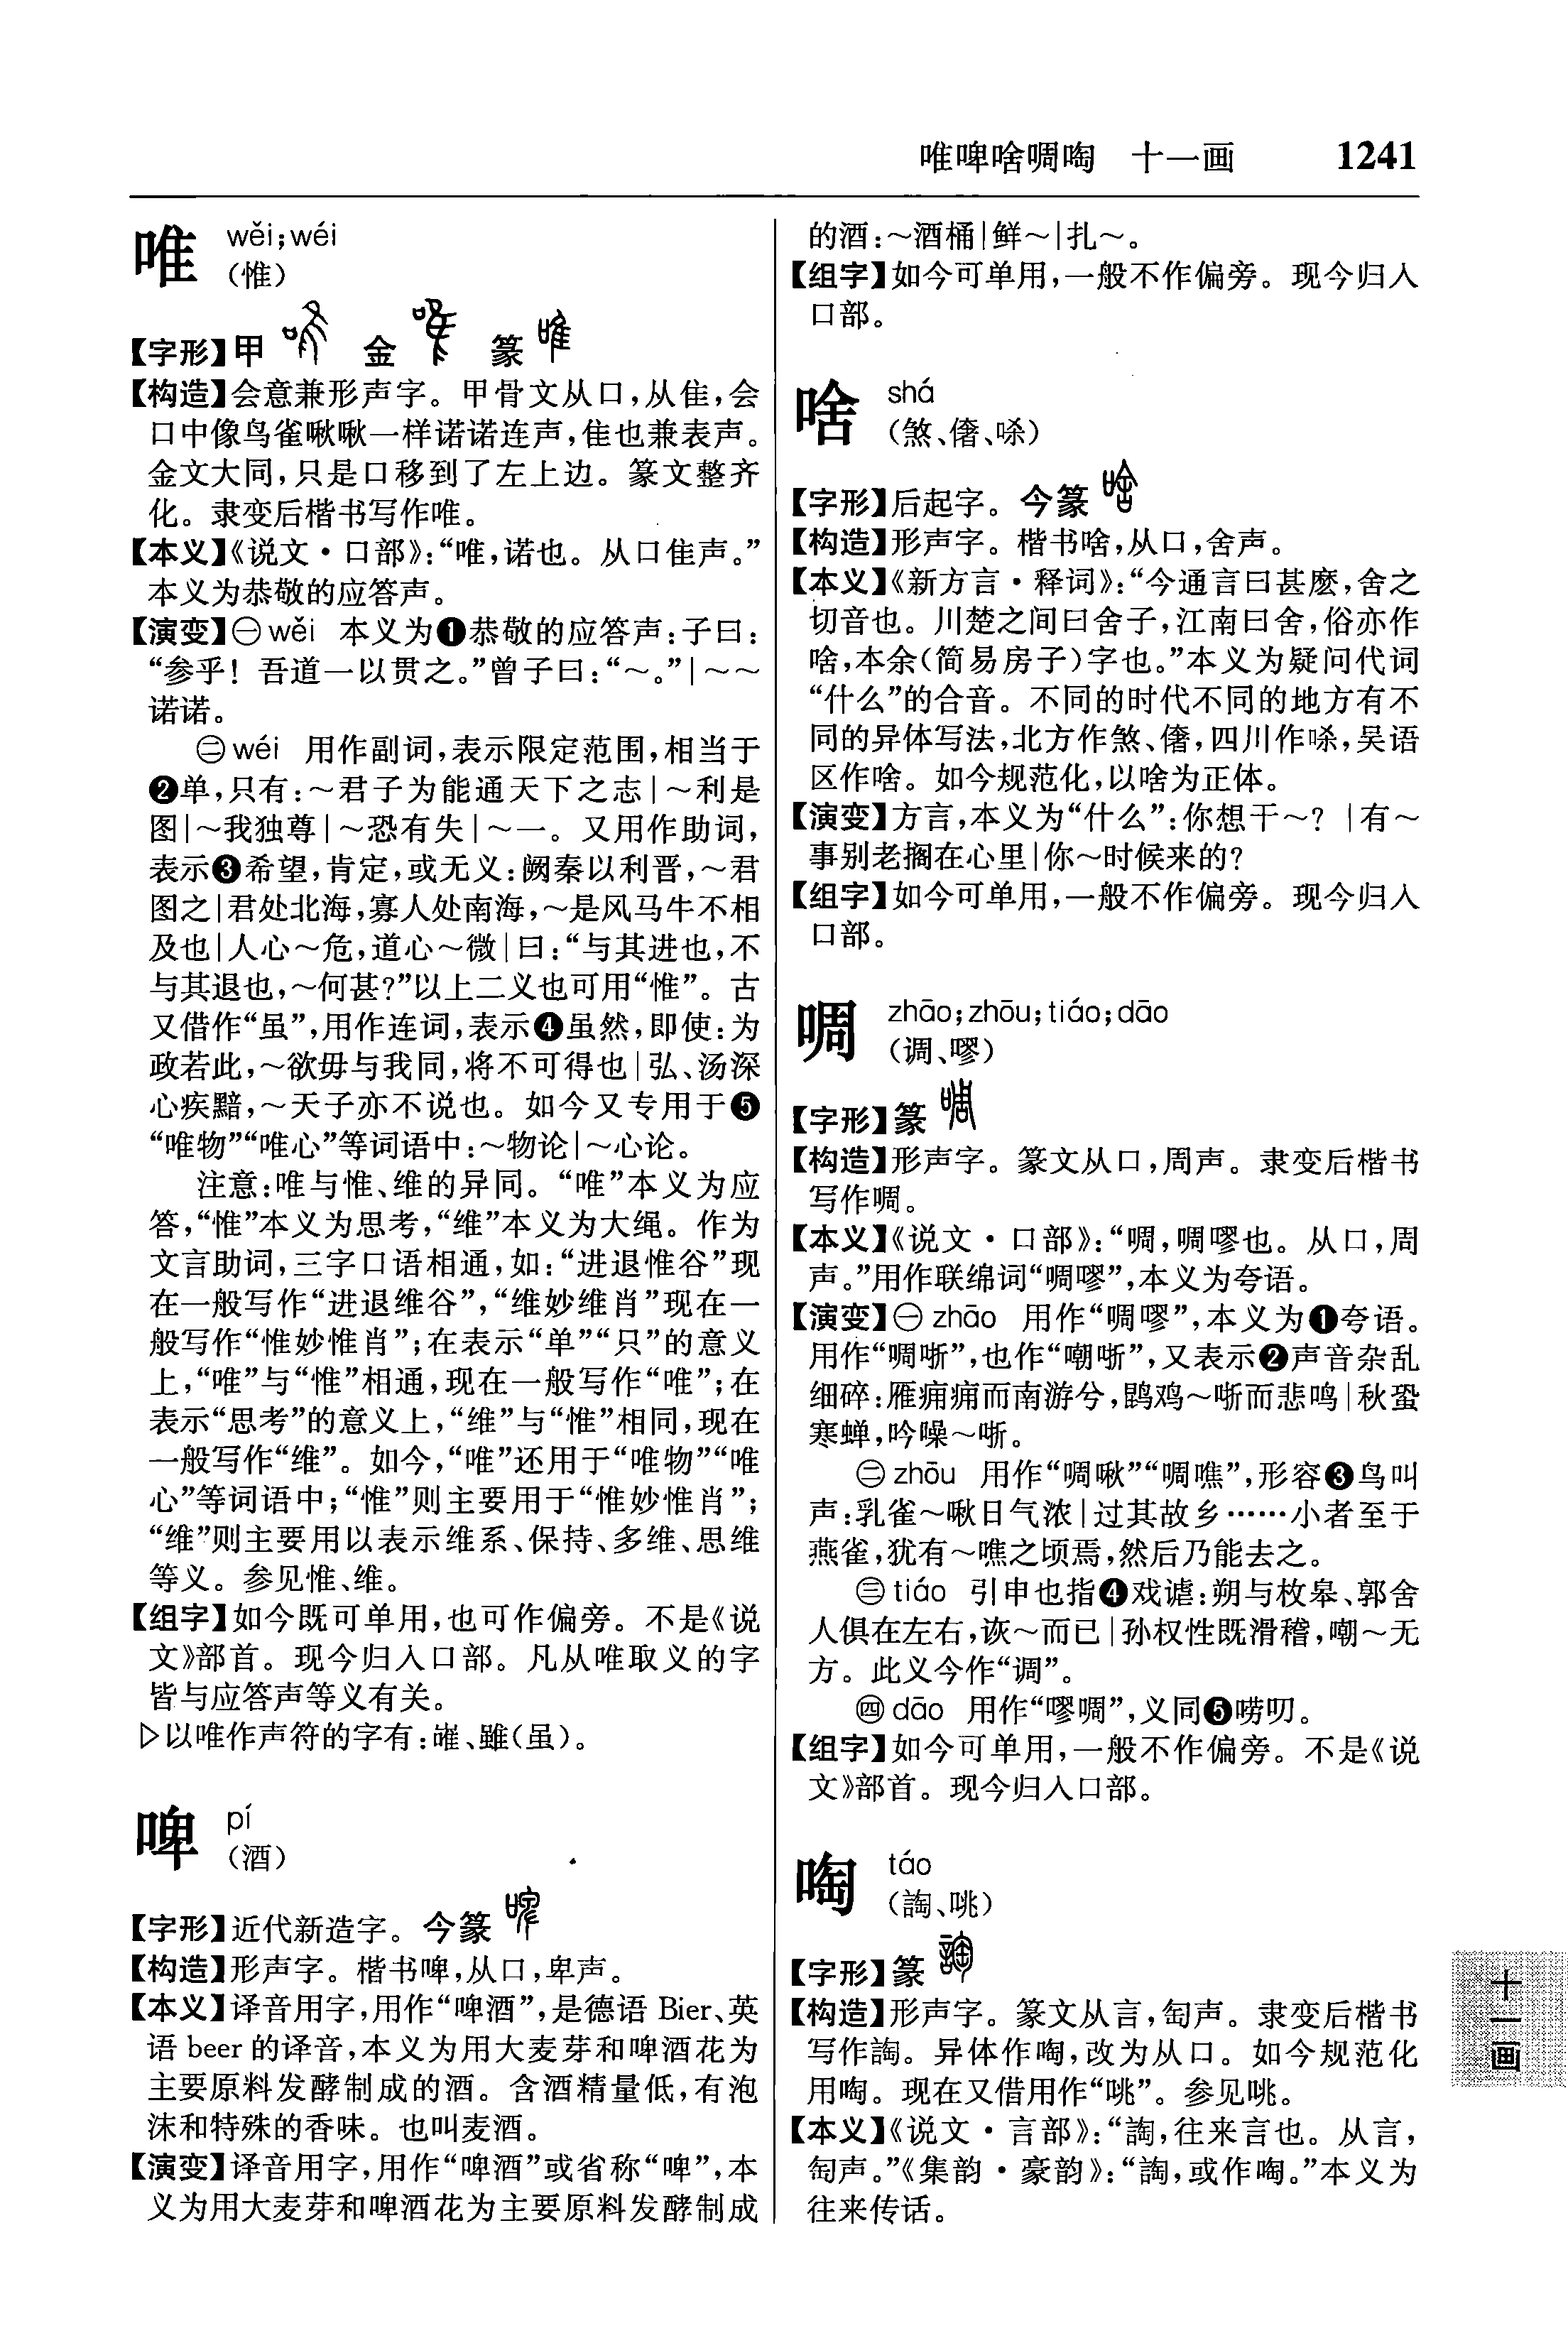 唯啤啥啁啕 十一画 1241
唯 wěi;wéi
(惟)
【字形】甲 金 篆
【构造】会意兼形声字。甲骨文从口,从隹,会
口中像鸟雀啾啾一样诺诺连声,隹也兼表声。
金文大同,只是口移到了左上边。篆文整齐
化。隶变后楷书写作唯。
【本义】《说文·口部》:“唯,诺也。从口隹声。”
本义为恭敬的应答声。
【演变】㊀wěi 本义为❶恭敬的应答声:子曰:
“参乎!吾道一以贯之。”曾子曰:“～。”|～～
诺诺。
㊁wéi 用作副词,表示限定范围,相当于
❷单,只有:～君子为能通天下之志|～利是
图|～我独尊|～恐有失|～一。又用作助词,
表示❸希望,肯定,或无义:阙秦以利晋,～君
图之|君处北海,寡人处南海,～是风马牛不相
及也|人心～危,道心～微|曰:“与其进也,不
与其退也,～何甚?”以上二义也可用“惟”。古
又借作“虽”,用作连词,表示❹虽然,即使:为
政若此,～欲毋与我同,将不可得也|弘、汤深
心疾黯,～天子亦不说也。如今又专用于❺
“唯物”“唯心”等词语中:～物论|～心论。
注意:唯与惟、维的异同。“唯”本义为应
答,“惟”本义为思考,“维”本义为大绳。作为
文言助词,三字口语相通,如:“进退惟谷”现
在一般写作“进退维谷”,“维妙维肖”现在一
般写作“惟妙惟肖”;在表示“单”“只”的意义
上,“唯”与“惟”相通,现在一般写作“唯”;在
表示“思考”的意义上,“维”与“惟”相同,现在
一般写作“维”。如今,“唯”还用于“唯物”“唯
心”等词语中;“惟”则主要用于“惟妙惟肖”;
“维”则主要用以表示维系、保持、多维、思维
等义。参见惟、维。
【组字】如今既可单用,也可作偏旁。不是《说
文》部首。现今归入口部。凡从唯取义的字
皆与应答声等义有关。
▷以唯作声符的字有:嶉、雖(虽)。
啤 pí
(酒)
【字形】近代新造字。今篆
【构造】形声字。楷书啤,从口,卑声。
【本义】译音用字,用作“啤酒”,是德语 Bier、英
语 beer 的译音,本义为用大麦芽和啤酒花为
主要原料发酵制成的酒。含酒精量低,有泡
沫和特殊的香味。也叫麦酒。
【演变】译音用字,用作“啤酒”或省称“啤”,本
义为用大麦芽和啤酒花为主要原料发酵制成
的酒:～酒桶|鲜～|扎～。
【组字】如今可单用,一般不作偏旁。现今归入
口部。
啥 shá
(煞、偺、唦)
【字形】后起字。今篆
【构造】形声字。楷书啥,从口,舍声。
【本义】《新方言·释词》:“今通言曰甚麽,舍之
切音也。川楚之间曰舍子,江南曰舍,俗亦作
啥,本余(简易房子)字也。”本义为疑问代词
“什么”的合音。不同的时代不同的地方有不
同的异体写法,北方作煞、偺,四川作唦,吴语
区作啥。如今规范化,以啥为正体。
【演变】方言,本义为“什么”:你想干～?|有～
事别老搁在心里|你～时候来的?
【组字】如今可单用,一般不作偏旁。现今归入
口部。
啁 zhāo;zhōu;tiáo;dāo
(调、嘐)
【字形】篆
【构造】形声字。篆文从口,周声。隶变后楷书
写作啁。
【本义】《说文·口部》:“啁,啁嘐也。从口,周
声。”用作联绵词“啁嘐”,本义为夸语。
【演变】㊀zhāo 用作“啁嘐”,本义为❶夸语。
用作“啁哳”,也作“嘲哳”,又表示❷声音杂乱
细碎:雁痈痈而南游兮,鹍鸡～哳而悲鸣|秋蛩
寒蝉,吟噪～哳。
㊁zhōu 用作“啁啾”“啁噍”,形容❸鸟叫
声:乳雀～啾日气浓|过其故乡……小者至于
燕雀,犹有～噍之顷焉,然后乃能去之。
㊂tiáo 引申也指❹戏谑:朔与枚皋、郭舍
人俱在左右,诙～而已|孙权性既滑稽,嘲～无
方。此义今作“调”。
㊃dāo 用作“嘐啁”,义同❺唠叨。
【组字】如今可单用,一般不作偏旁。不是《说
文》部首。现今归入口部。
啕 táo
(詾、咷)
【字形】篆
【构造】形声字。篆文从言,匋声。隶变后楷书
写作詾。异体作啕,改为从口。如今规范化
用啕。现在又借用作“咷”。参见咷。
【本义】《说文·言部》:“詾,往来言也。从言,
匋声。”《集韵·豪韵》:“詾,或作啕。”本义为
往来传话。
十一画